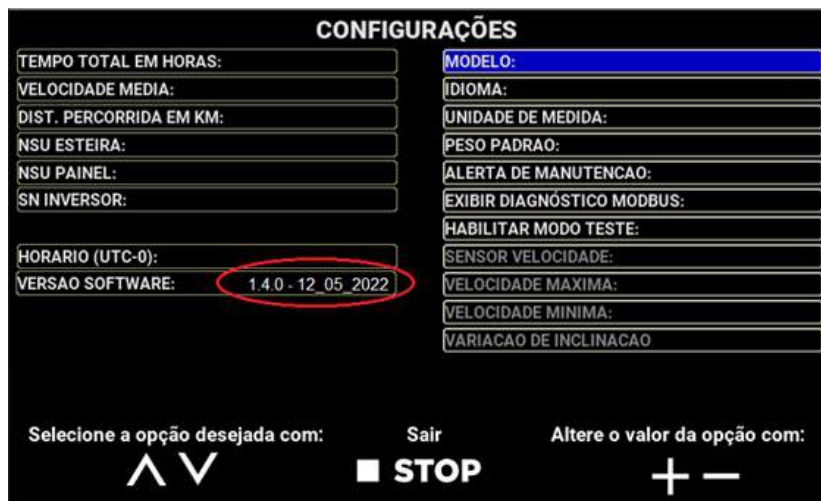 CONFIGURAÇÕES
TEMPO TOTAL EM HORAS:
VELOCIDADE MEDIA:
DIST. PERCORRIDA EM KM:
NSU ESTEIRA:
NSU PAINEL:
SN INVERSOR:
HORARIO (UTC-0):
VERSAO SOFTWARE: 1.4.0 - 12_05_2022
MODELO:
IDIOMA:
UNIDADE DE MEDIDA:
PESO PADRAO:
ALERTA DE MANUTENCAO:
EXIBIR DIAGNÓSTICO MODBUS:
HABILITAR MODO TESTE:
SENSOR VELOCIDADE:
VELOCIDADE MAXIMA:
VELOCIDADE MINIMA:
VARIACAO DE INCLINACAO
Selecione a opção desejada com:
Sair
STOP
Altere o valor da opção com:
+ −